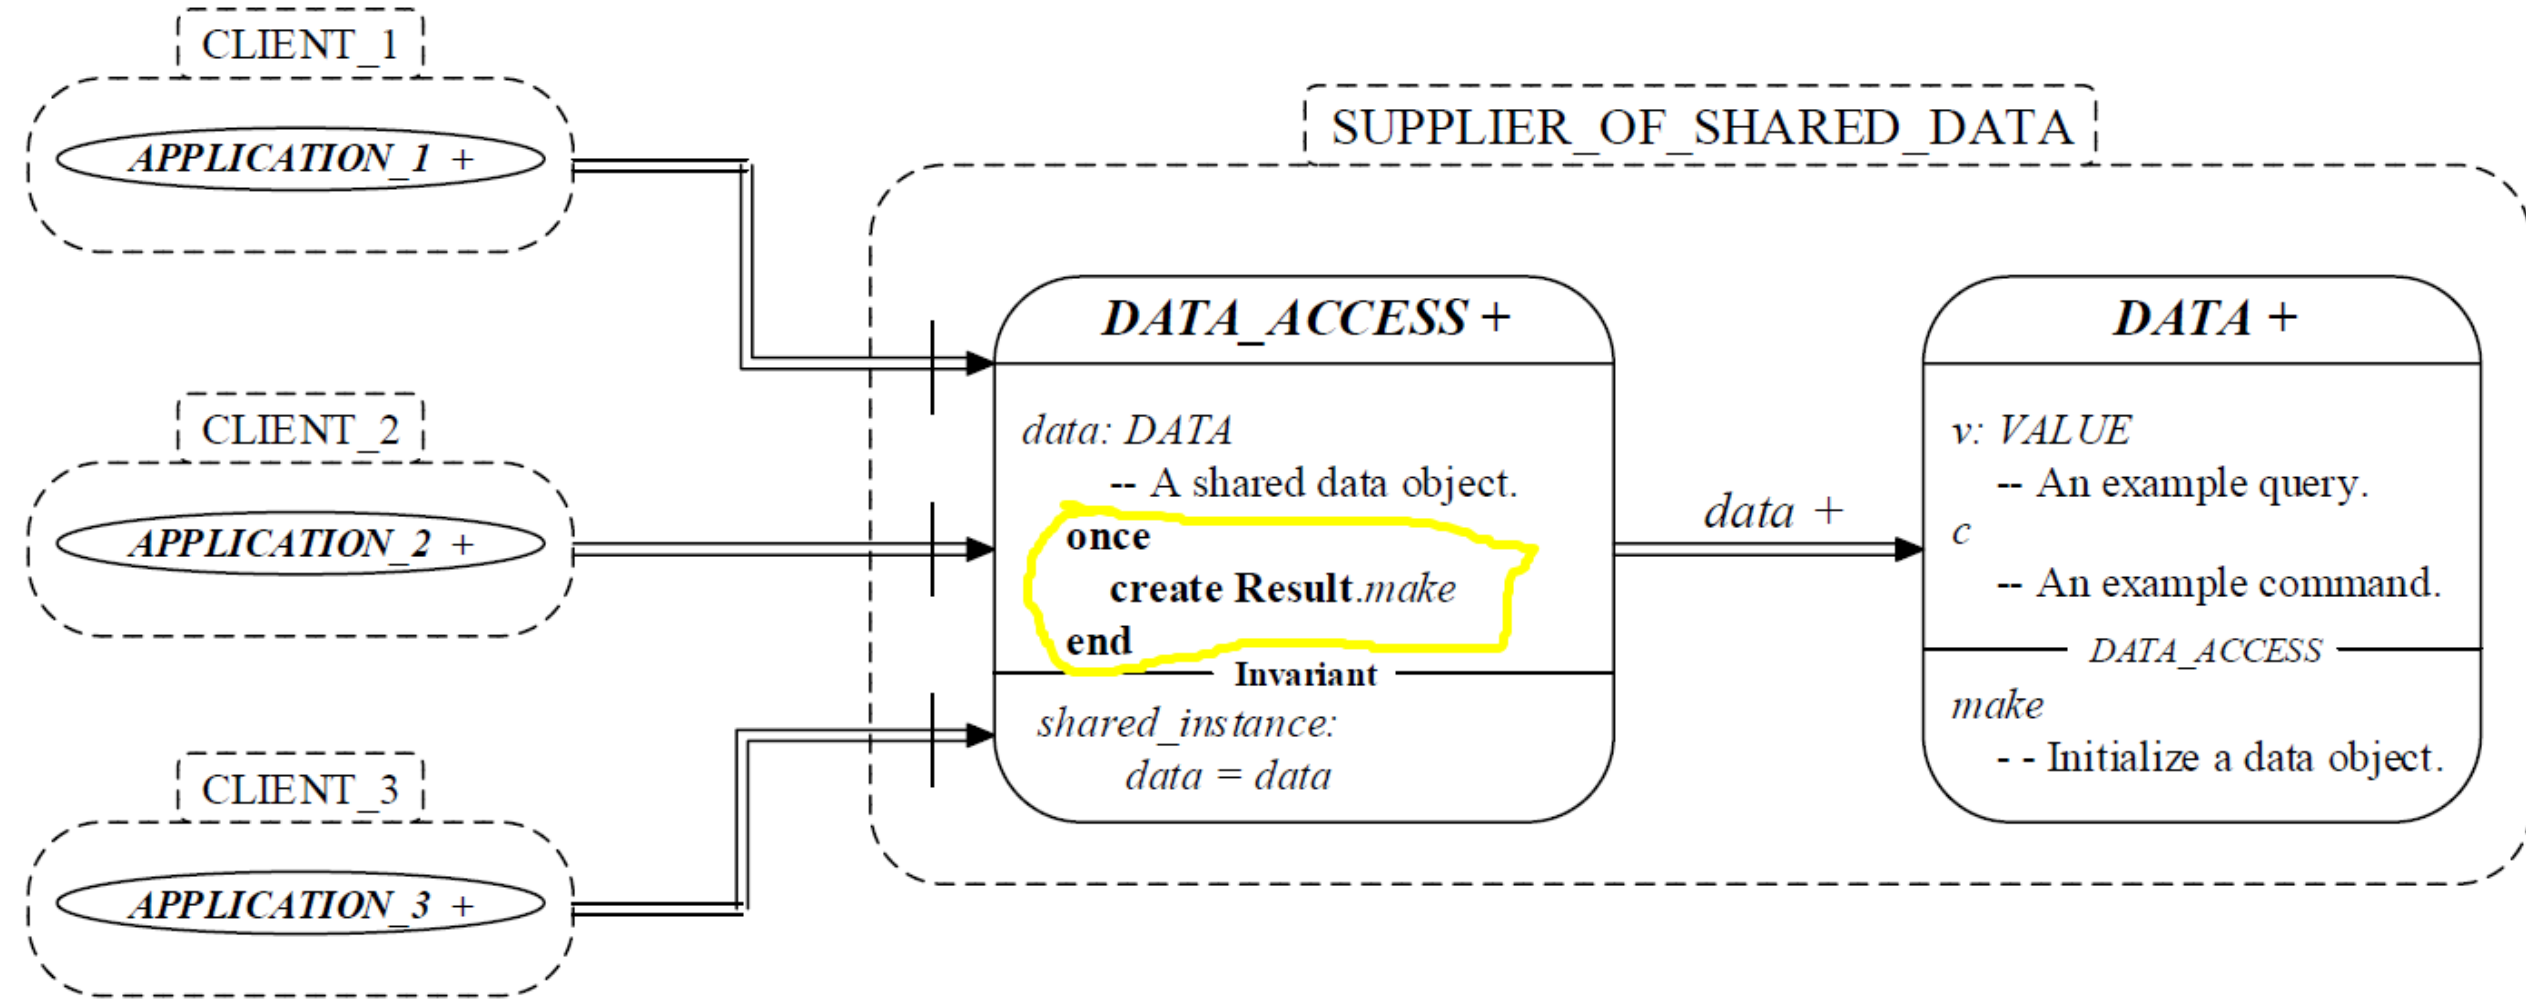 CLIENT_1
APPLICATION_1 +
CLIENT_2
APPLICATION_2 +
CLIENT_3
APPLICATION_3 +
SUPPLIER_OF_SHARED_DATA
DATA_ACCESS +
data: DATA
-- A shared data object.
once
create Result.make
end
Invariant
shared_instance:
data = data
data +
DATA +
v: VALUE
-- An example query.
c
-- An example command.
DATA_ACCESS
make
- - Initialize a data object.